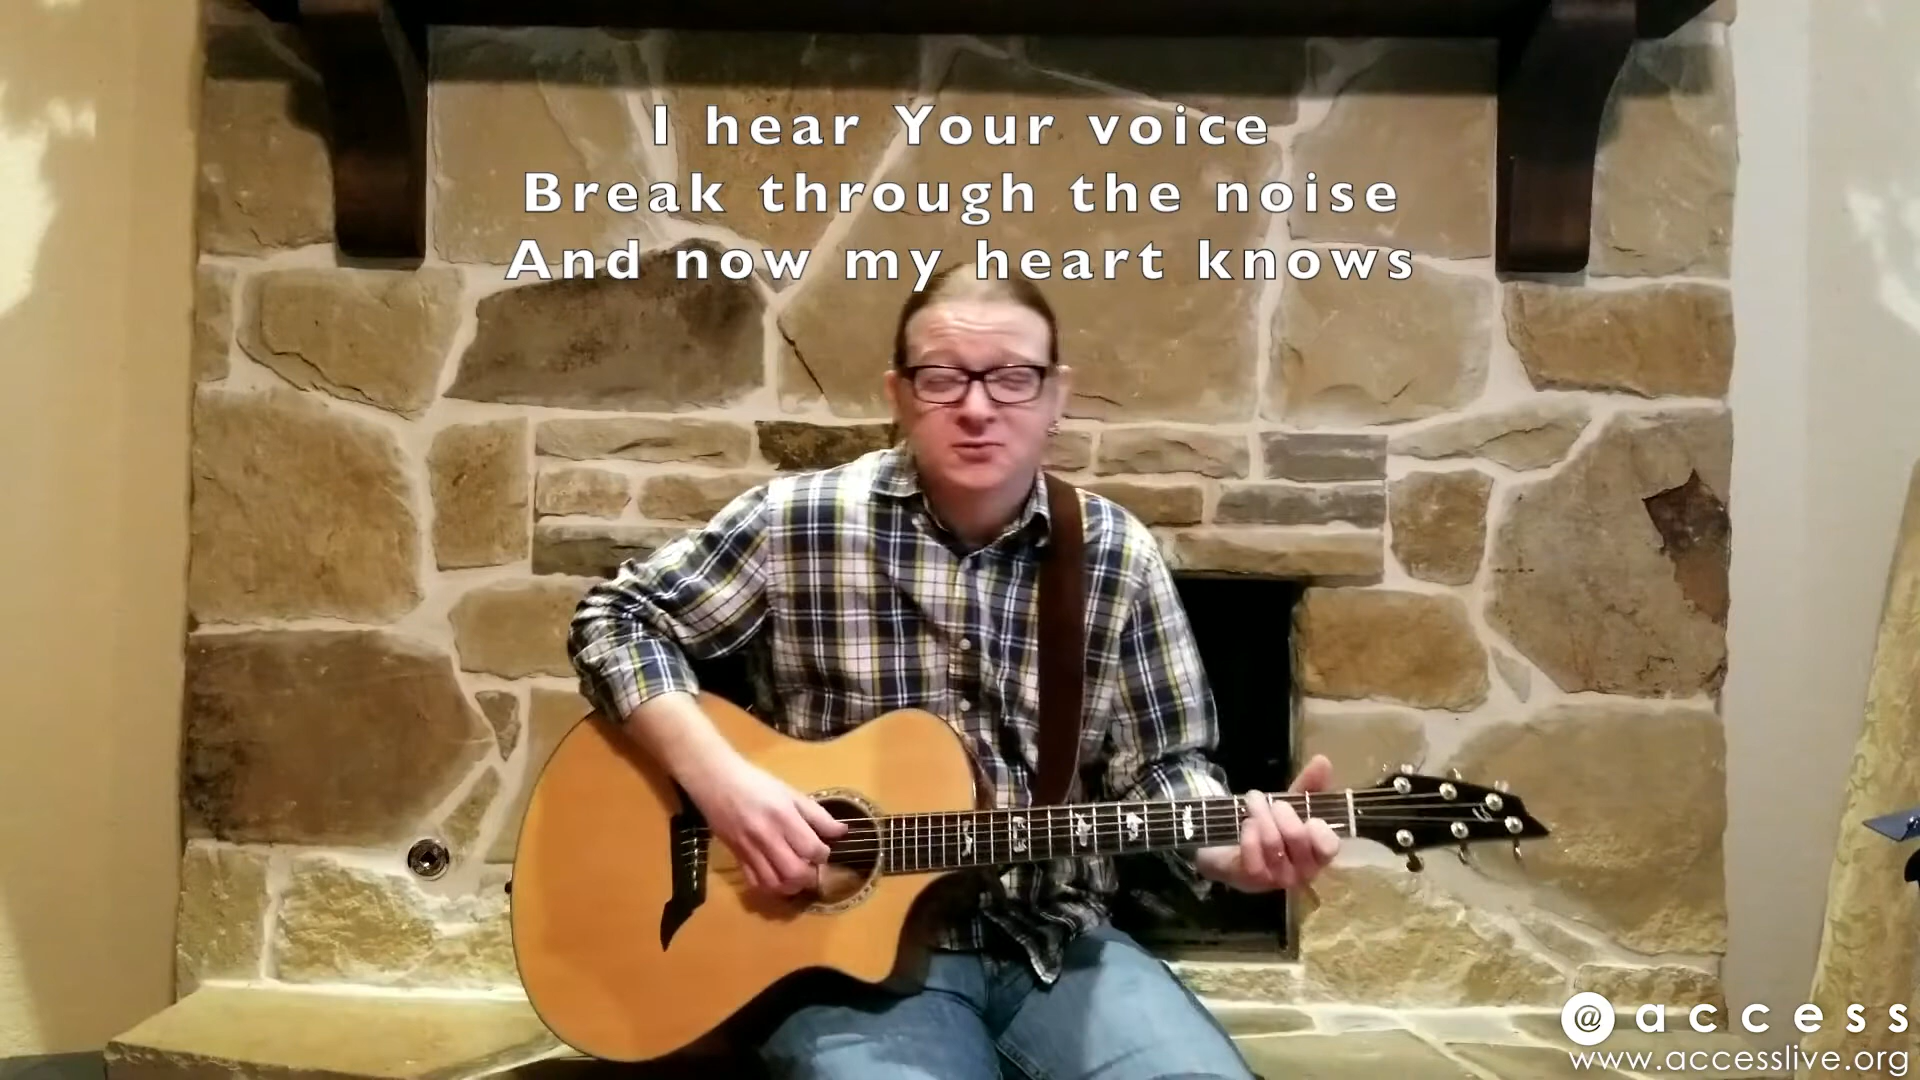 I hear Your voice
Break through the noise
And now my heart knows
@ access
www.accesslive.org